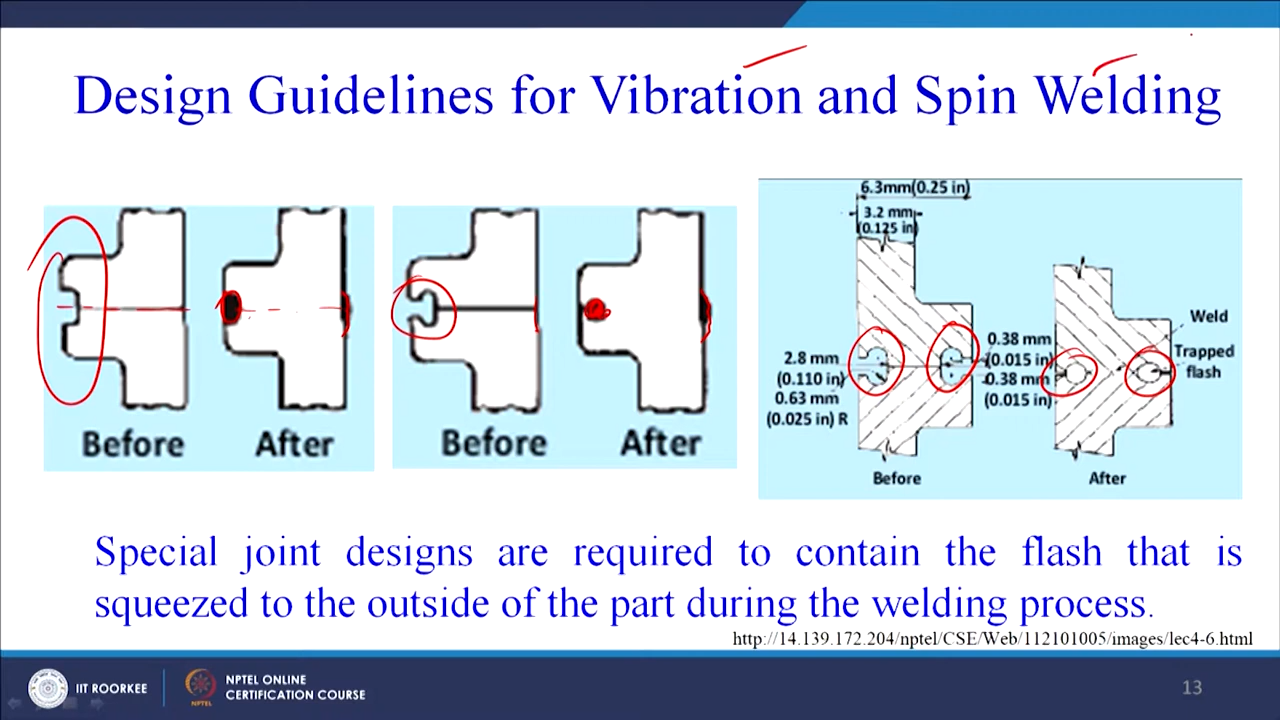 Design Guidelines for Vibration and Spin Welding
Before
After
Before
After
6.3mm(0.25 in)
3.2 mm
(0.125 in)
2.8 mm
(0.110 in)
0.63 mm
(0.025 in) R
0.38 mm
(0.015 in)
0.38 mm
(0.015 in)
Weld
Trapped
flash
Before
After
Special joint designs are required to contain the flash that is
squeezed to the outside of the part during the welding process.
http://14.139.172.204/nptel/CSE/Web/112101005/images/lec4-6.html
IIT ROORKEE
NPTEL
NPTEL ONLINE
CERTIFICATION COURSE
13